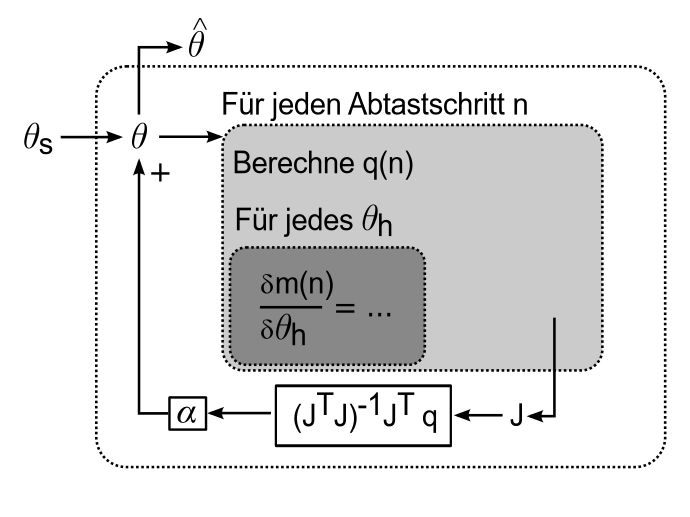 θ̂
Für jeden Abtastschritt n
θs
θ
+
Berechne q(n)
Für jedes θh
δm(n)
δθh
= ...
α
(JᵀJ)⁻¹Jᵀ q
J